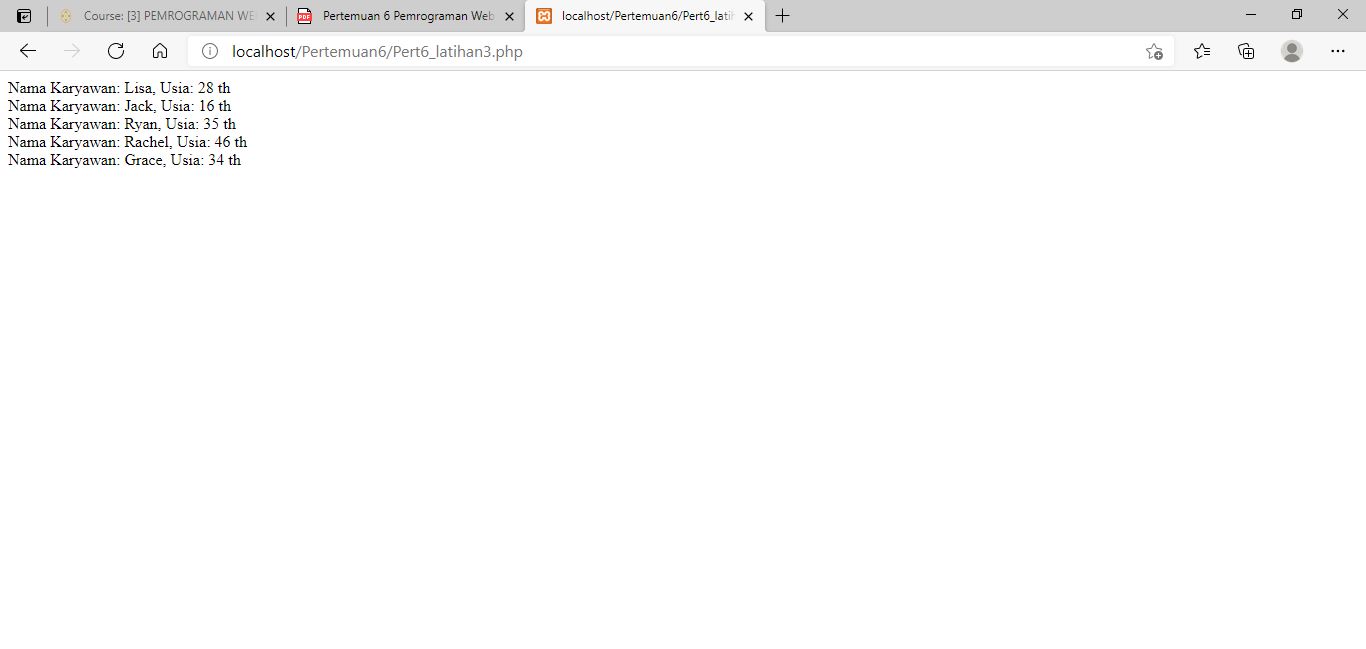 Course: [3] PEMROGRAMAN WE
Pertemuan 6 Pemrograman Web
localhost/Pertemuan6/Pert6_lati
localhost/Pertemuan6/Pert6_latihan3.php
Nama Karyawan: Lisa, Usia: 28 th
Nama Karyawan: Jack, Usia: 16 th
Nama Karyawan: Ryan, Usia: 35 th
Nama Karyawan: Rachel, Usia: 46 th
Nama Karyawan: Grace, Usia: 34 th